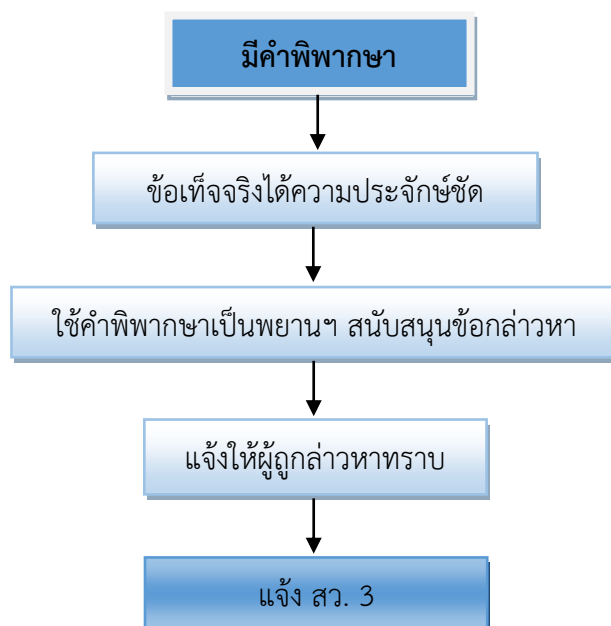 มีคำพิพากษา
ข้อเท็จจริงได้ความประจักษ์ชัด
ใช้คำพิพากษาเป็นพยานฯ สนับสนุนข้อกล่าวหา
แจ้งให้ผู้ถูกล่าวหาทราบ
แจ้ง สว. 3